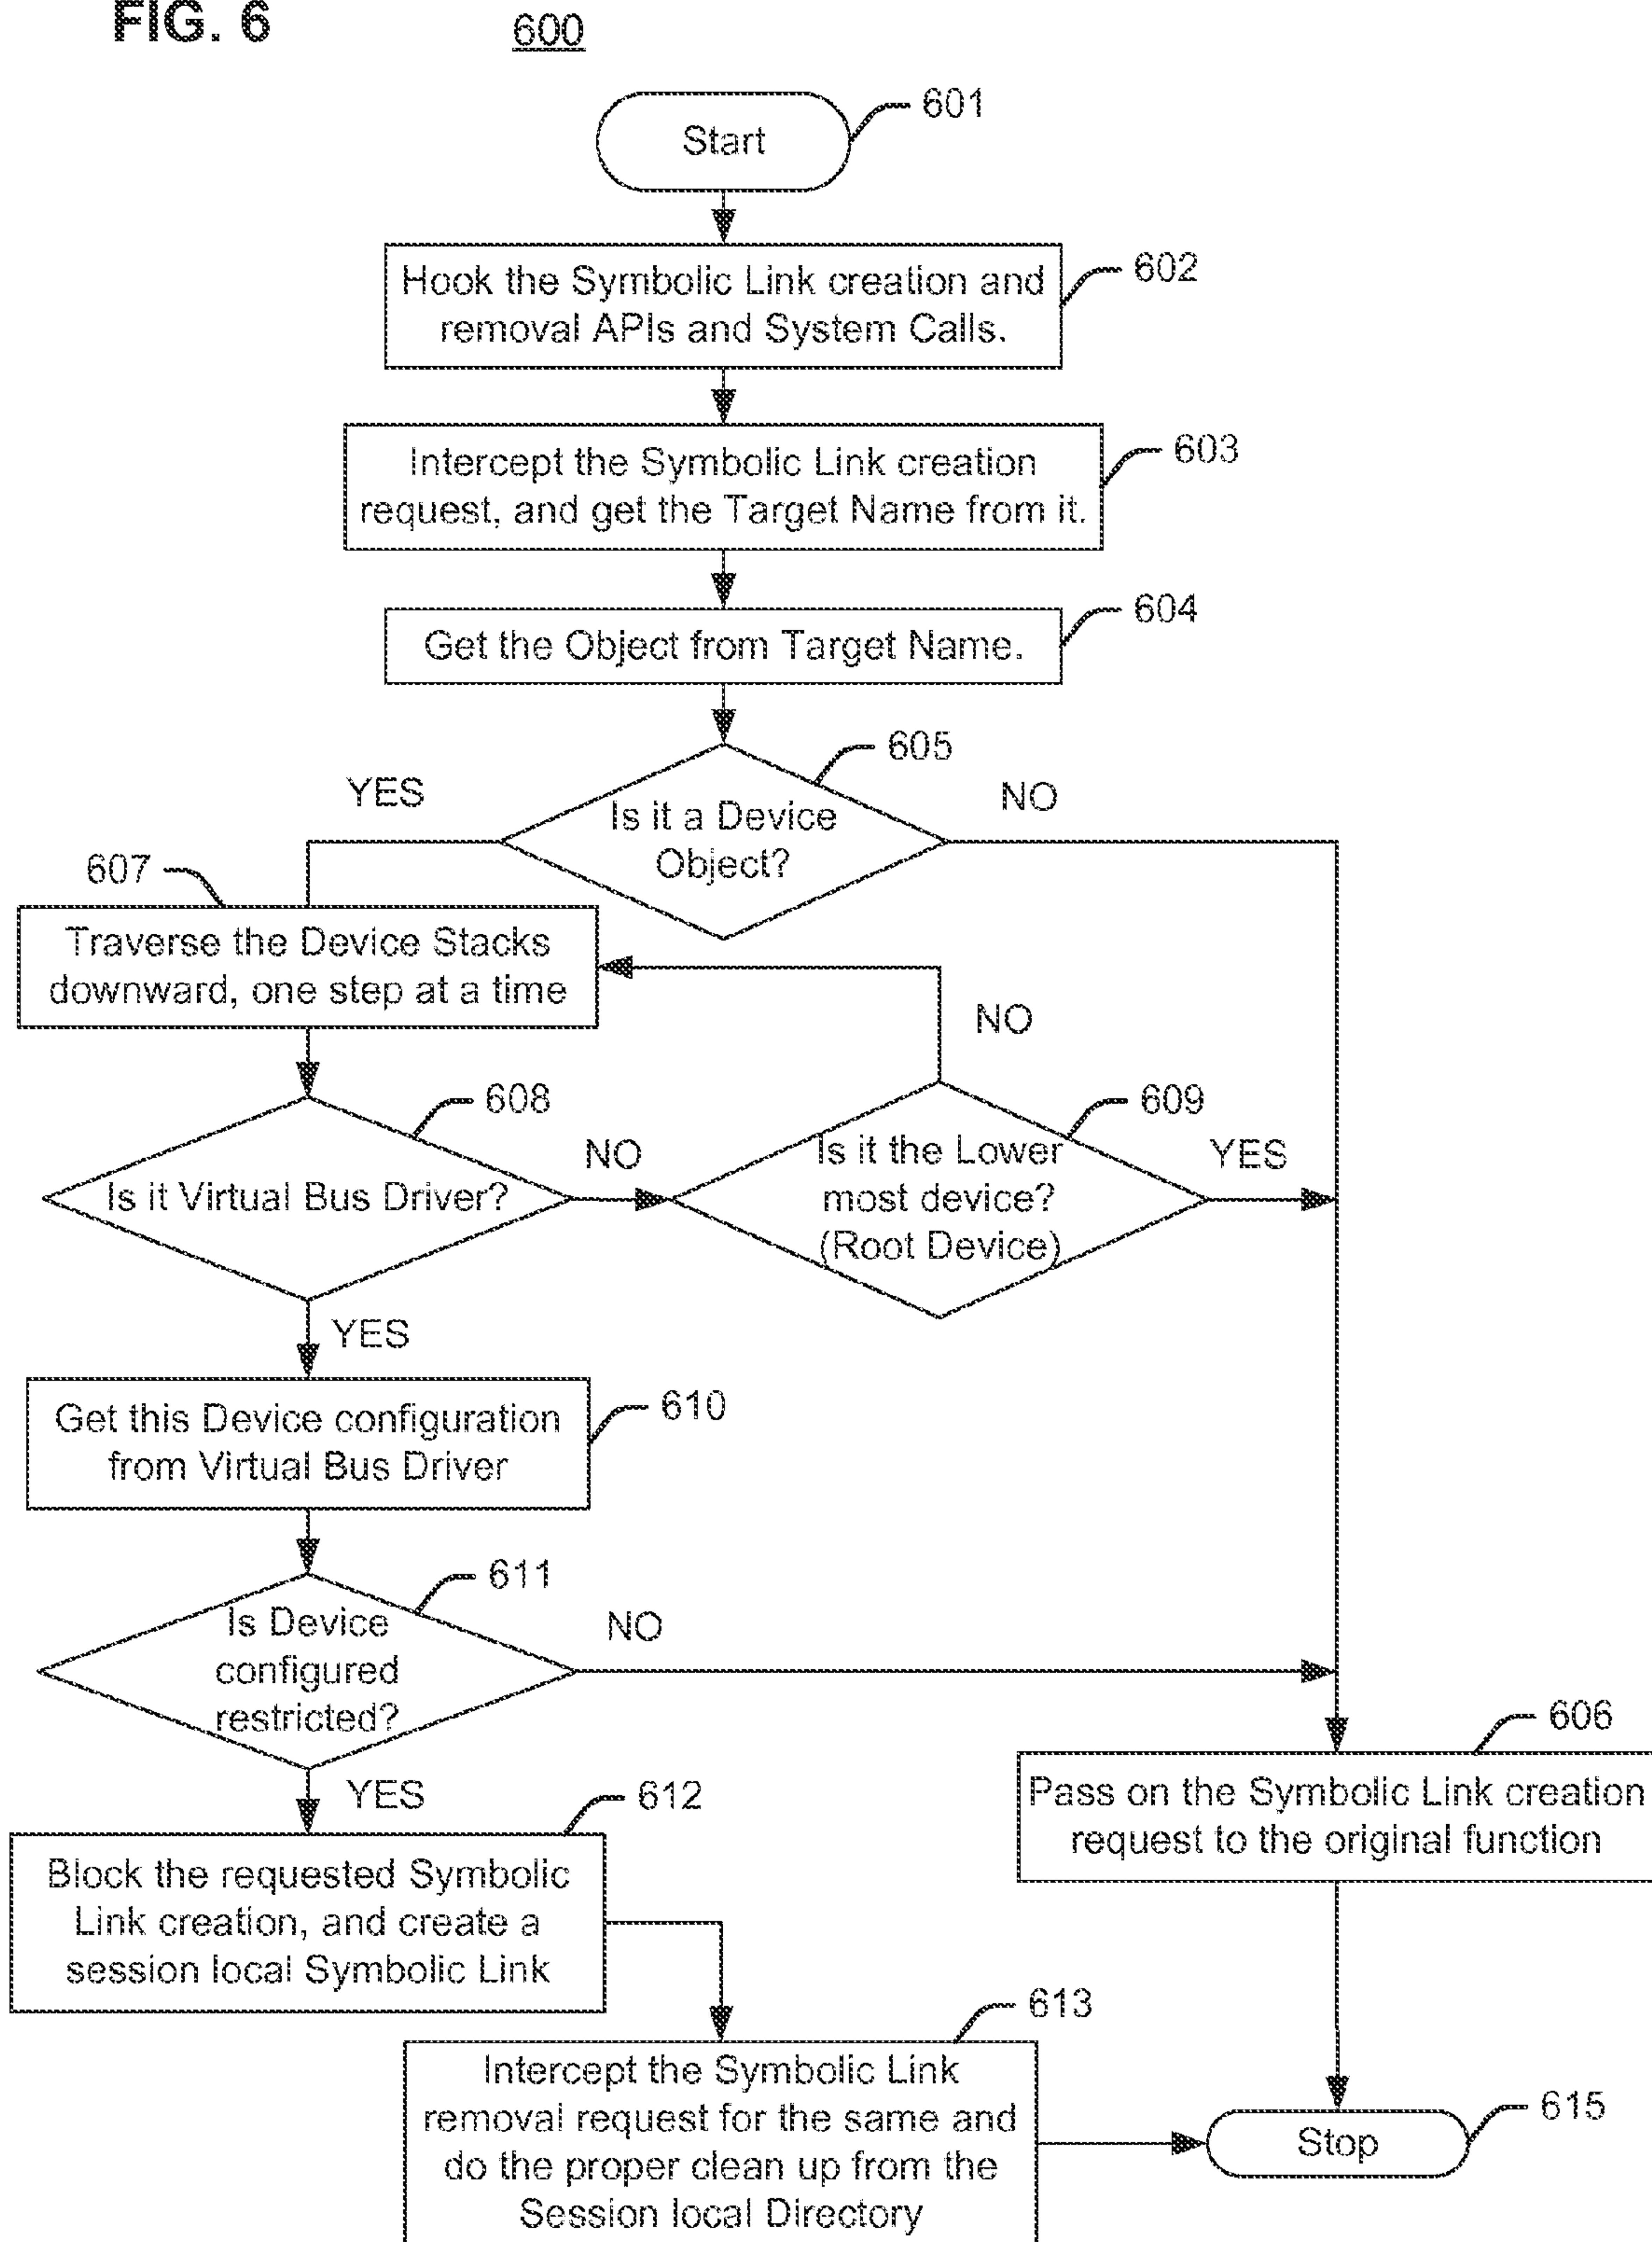 FIG. 6
600
Start
601
Hook the Symbolic Link creation and
removal APIs and System Calls.
602
Intercept the Symbolic Link creation
request, and get the Target Name from it.
603
Get the Object from Target Name.
604
Is it a Device
Object?
605
YES
NO
607
Traverse the Device Stacks
downward, one step at a time
NO
Is it Virtual Bus Driver?
608
NO
Is it the Lower
most device?
(Root Device)
609
YES
YES
Get this Device configuration
from Virtual Bus Driver
610
Is Device
configured
restricted?
611
NO
YES
606
Pass on the Symbolic Link creation
request to the original function
Block the requested Symbolic
Link creation, and create a
session local Symbolic Link
612
Intercept the Symbolic Link
removal request for the same and
do the proper clean up from the
Session local Directory
613
Stop
615